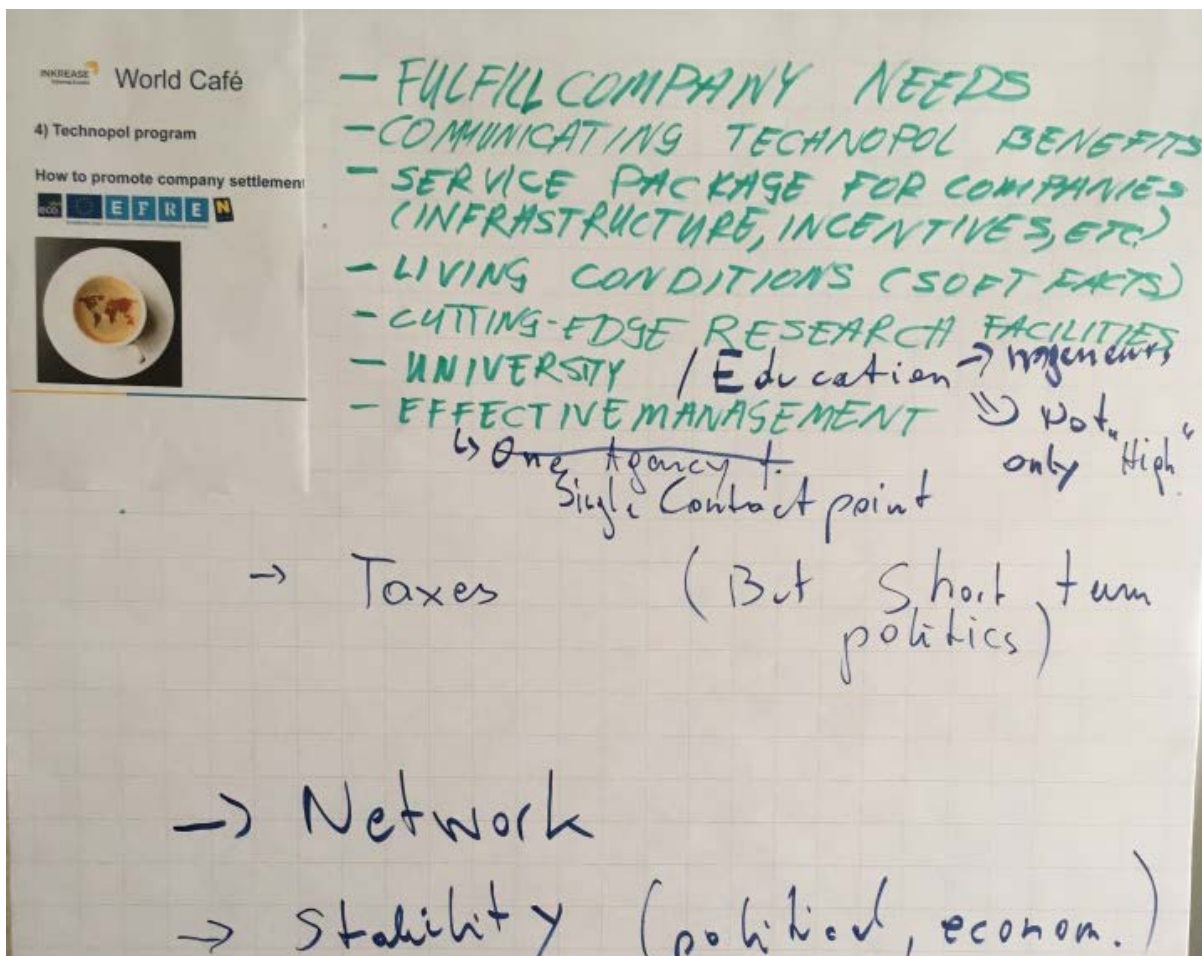 INKREASE World Café
4) Technopol program
How to promote company settlement
eco EFRE N
- FULFILL COMPANY NEEDS
- COMMUNICATING TECHNOPOL BENEFITS
- SERVICE PACKAGE FOR COMPANIES
(INFRASTRUCTURE, INCENTIVES, ETC)
- LIVING CONDITIONS (SOFT FACTS)
- CUTTING-EDGE RESEARCH FACILITIES
- UNIVERSITY / Education →
- EFFECTIVE MANAGEMENT
⇒ Not
only "High"
↳ One Agency +
Single Contact point
→ Taxes (But Short term
politics)
→ Network
→ Stability (political, econom.)